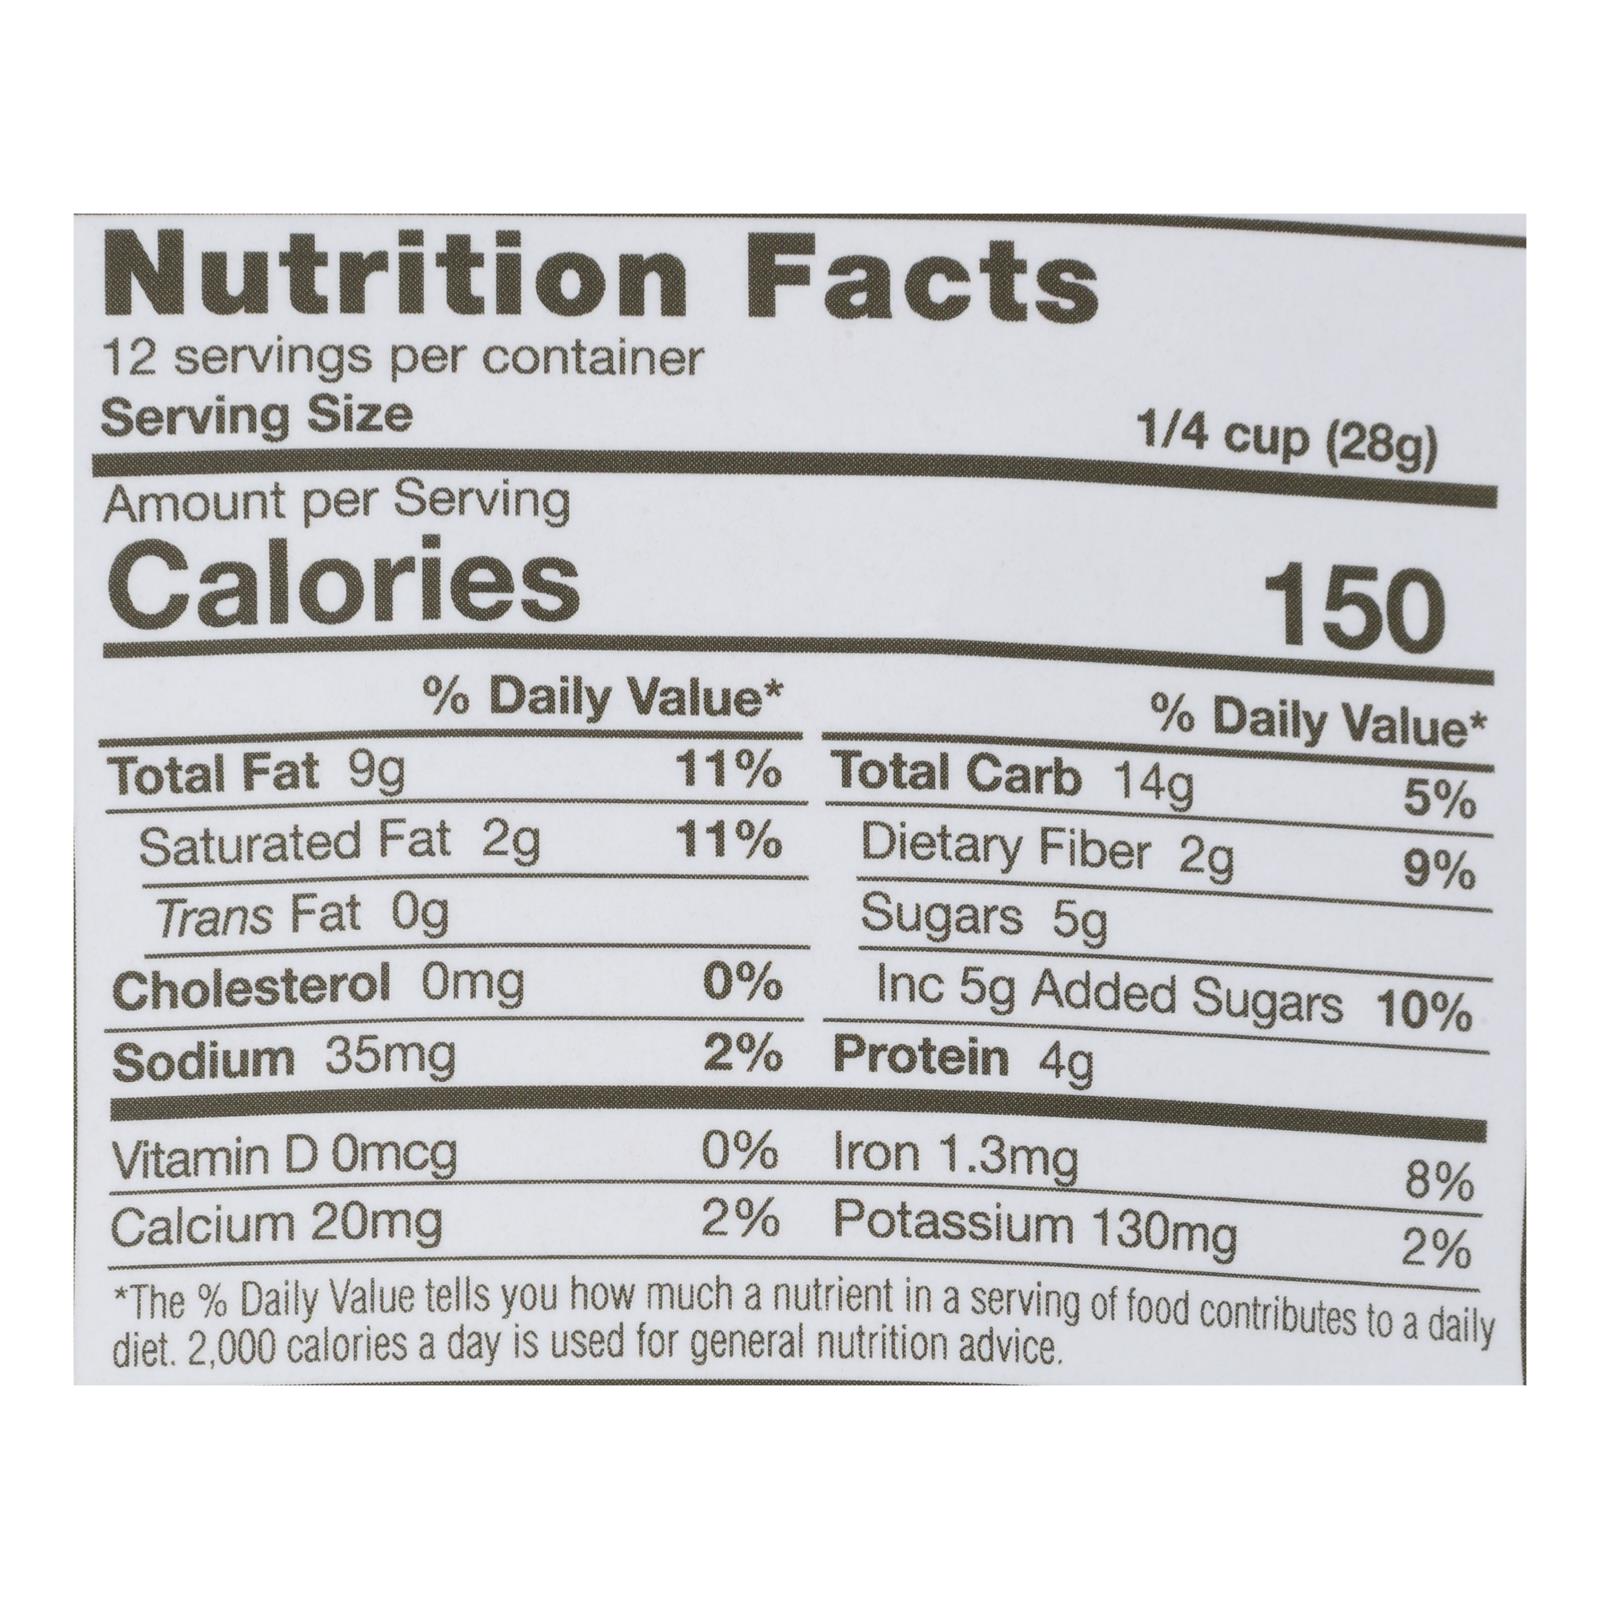 Nutrition Facts
12 servings per container
Serving Size 1/4 cup (28g)
Amount per Serving
Calories 150
% Daily Value*
Total Fat 9g 11%
Saturated Fat 2g 11%
Trans Fat 0g
Cholesterol 0mg 0%
Sodium 35mg 2%
% Daily Value*
Total Carb 14g 5%
Dietary Fiber 2g 9%
Sugars 5g
Inc 5g Added Sugars 10%
Protein 4g
Vitamin D 0mcg 0% Iron 1.3mg 8%
Calcium 20mg 2% Potassium 130mg 2%
*The % Daily Value tells you how much a nutrient in a serving of food contributes to a daily
diet. 2,000 calories a day is used for general nutrition advice.